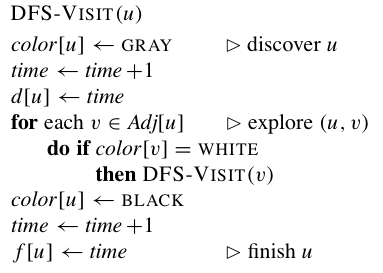 DFS-VISIT(u)
color[u] ← GRAY ▷ discover u
time ← time +1
d[u] ← time
for each v ∈ Adj[u] ▷ explore (u, v)
do if color[v] = WHITE
then DFS-VISIT(v)
color[u] ← BLACK
time ← time +1
f[u] ← time ▷ finish u